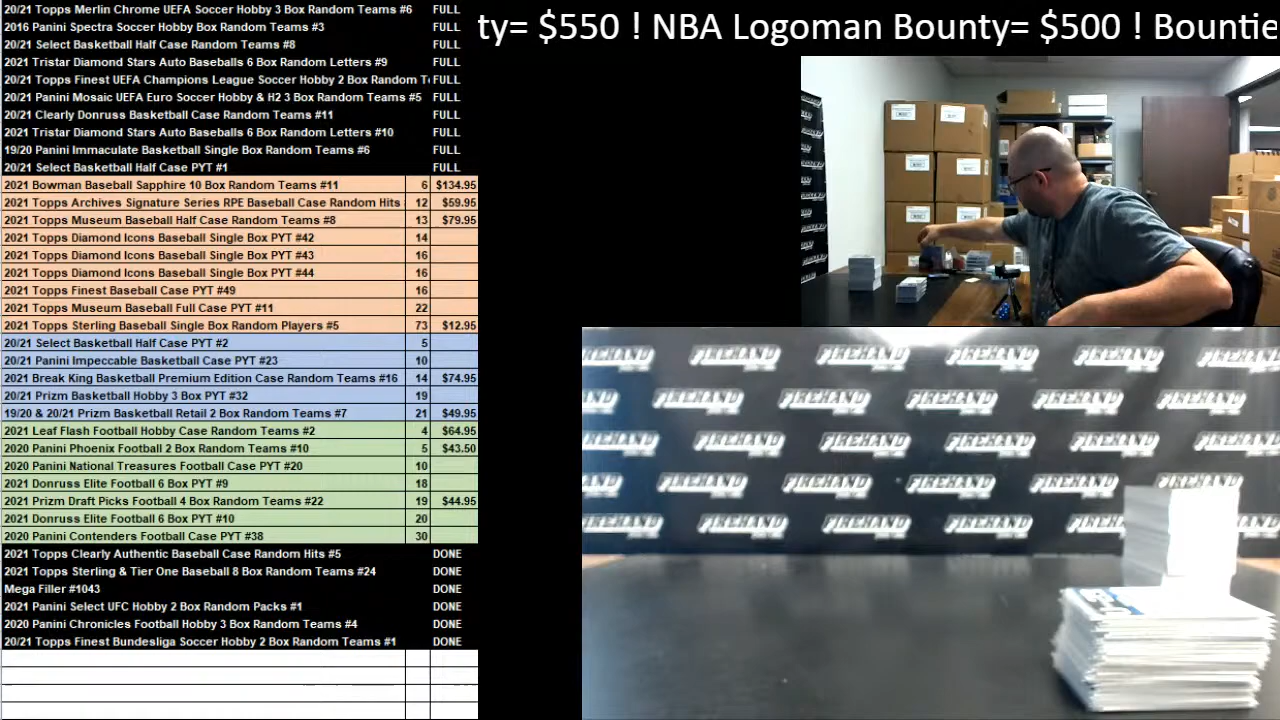 20/21 Topps Merlin Chrome UEFA Soccer Hobby 3 Box Random Teams #6 FULL
2016 Panini Spectra Soccer Hobby Box Random Teams #3 FULL
20/21 Select Basketball Half Case Random Teams #8 FULL
2021 Tristar Diamond Stars Auto Baseballs 6 Box Random Letters #9 FULL
20/21 Topps Finest UEFA Champions League Soccer Hobby 2 Box Random T FULL
20/21 Panini Mosaic UEFA Euro Soccer Hobby & H2 3 Box Random Teams #5 FULL
20/21 Clearly Donruss Basketball Case Random Teams #11 FULL
2021 Tristar Diamond Stars Auto Baseballs 6 Box Random Letters #10 FULL
19/20 Panini Immaculate Basketball Single Box Random Teams #6 FULL
20/21 Select Basketball Half Case PYT #1 FULL
2021 Bowman Baseball Sapphire 10 Box Random Teams #11 6 $134.95
2021 Topps Archives Signature Series RPE Baseball Case Random Hits 12 $59.95
2021 Topps Museum Baseball Half Case Random Teams #8 13 $79.95
2021 Topps Diamond Icons Baseball Single Box PYT #42 14
2021 Topps Diamond Icons Baseball Single Box PYT #43 16
2021 Topps Diamond Icons Baseball Single Box PYT #44 16
2021 Topps Finest Baseball Case PYT #49 16
2021 Topps Museum Baseball Full Case PYT #11 22
2021 Topps Sterling Baseball Single Box Random Players #5 73 $12.95
20/21 Select Basketball Half Case PYT #2 5
20/21 Panini Impeccable Basketball Case PYT #23 10
2021 Break King Basketball Premium Edition Case Random Teams #16 14 $74.95
20/21 Prizm Basketball Hobby 3 Box PYT #32 19
19/20 & 20/21 Prizm Basketball Retail 2 Box Random Teams #7 21 $49.95
2021 Leaf Flash Football Hobby Case Random Teams #2 4 $64.95
2020 Panini Phoenix Football 2 Box Random Teams #10 5 $43.50
2020 Panini National Treasures Football Case PYT #20 10
2021 Donruss Elite Football 6 Box PYT #9 18
2021 Prizm Draft Picks Football 4 Box Random Teams #22 19 $44.95
2021 Donruss Elite Football 6 Box PYT #10 20
2020 Panini Contenders Football Case PYT #38 30
2021 Topps Clearly Authentic Baseball Case Random Hits #5 DONE
2021 Topps Sterling & Tier One Baseball 8 Box Random Teams #24 DONE
Mega Filler #1043 DONE
2021 Panini Select UFC Hobby 2 Box Random Packs #1 DONE
2020 Panini Chronicles Football Hobby 3 Box Random Teams #4 DONE
20/21 Topps Finest Bundesliga Soccer Hobby 2 Box Random Teams #1 DONE
ty= $550 ! NBA Logoman Bounty= $500 ! Bountie
FIREHAND FIREHAND FIREHAND FIREHAND FIREHAND
FIREHAND FIREHAND FIREHAND FIREHAND
FIREHAND FIREHAND FIREHAND FIREHAND
FIREHAND FIREHAND FIREHAND FIREHAND
FIREHAND FIREHAND FIREHAND